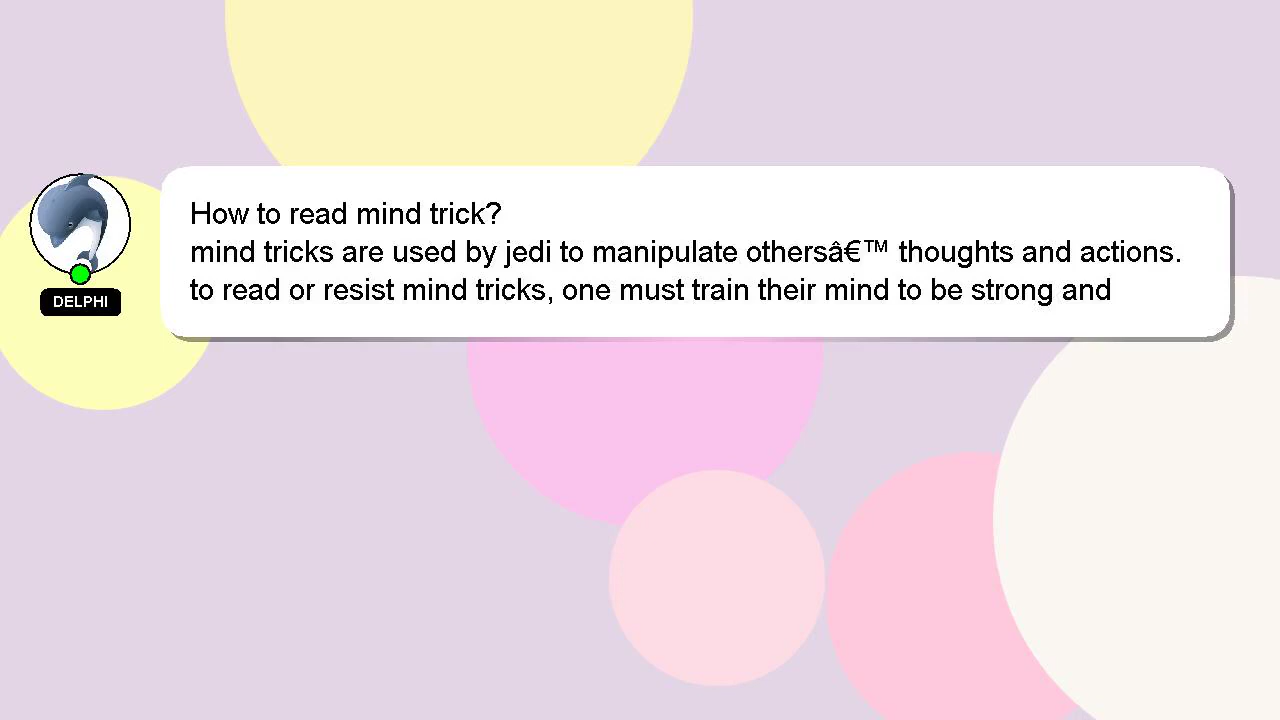 How to read mind trick?
mind tricks are used by jedi to manipulate othersâ€™ thoughts and actions.
to read or resist mind tricks, one must train their mind to be strong and
DELPHI